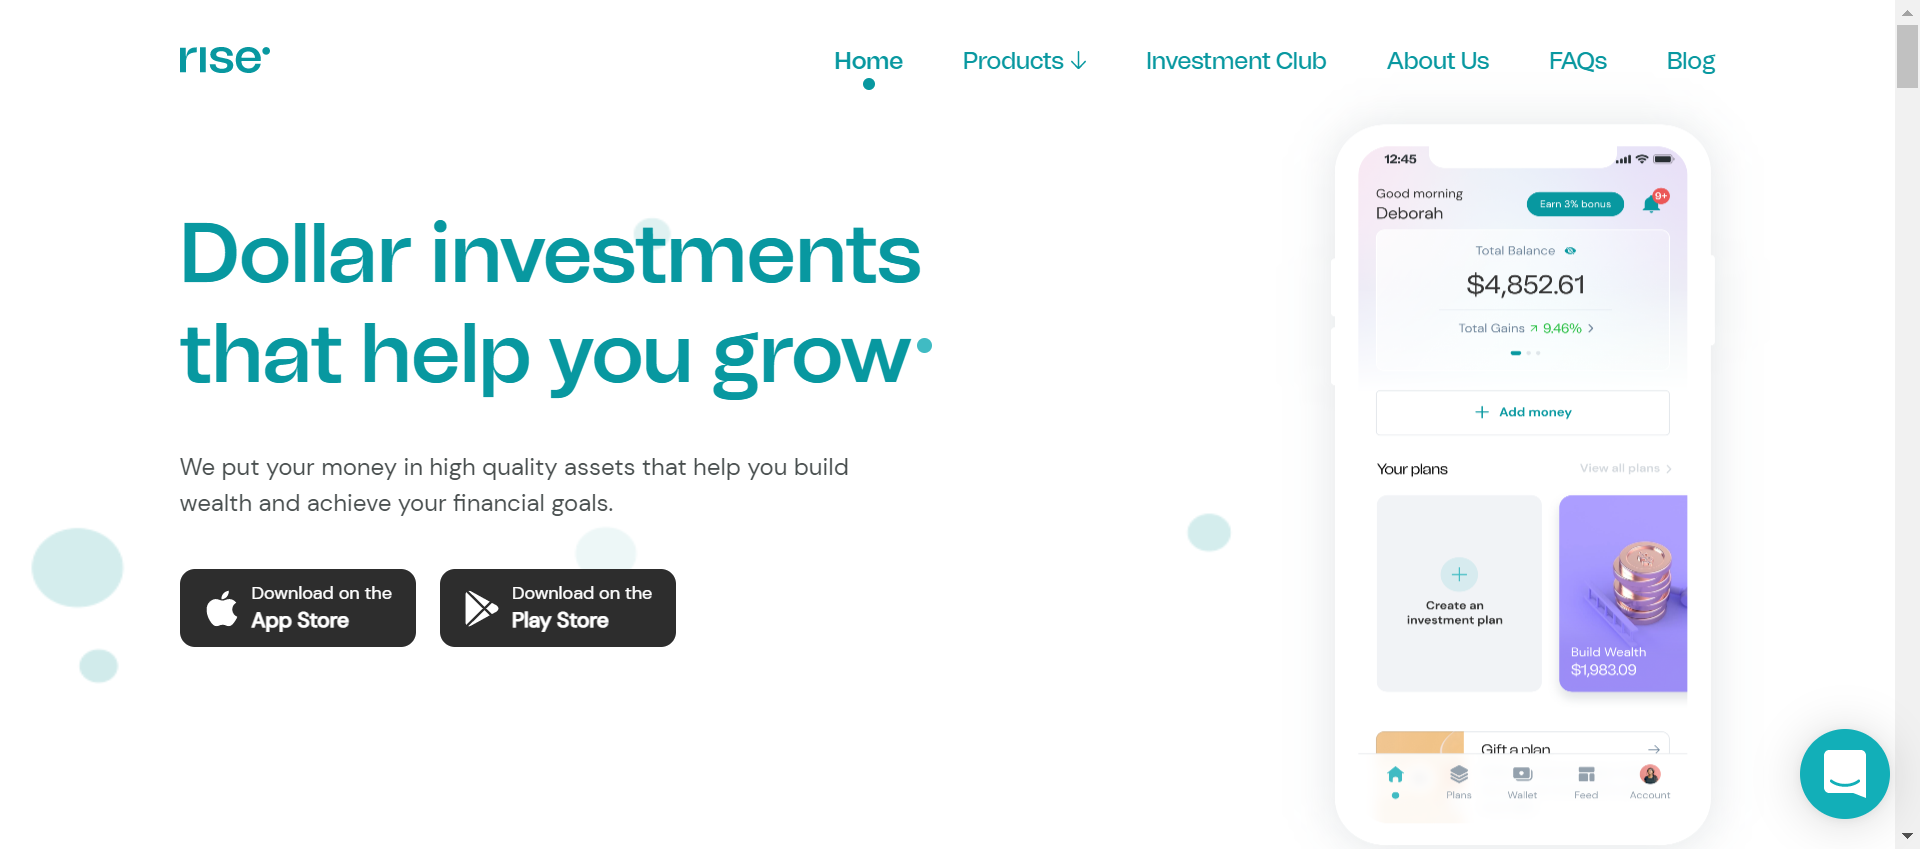 rise
Home
Products ↓
Investment Club
About Us
FAQs
Blog
Dollar investments
that help you grow
We put your money in high quality assets that help you build
wealth and achieve your financial goals.
Download on the
App Store
Download on the
Play Store
12:45
Good morning
Deborah
Earn 3% bonus
9+
Total Balance
$4,852.61
Total Gains 9.46%
Add money
Your plans
View all plans
Create an
investment plan
Build Wealth
$1,983.09
Gift a plan
Plans
Wallet
Feed
Account